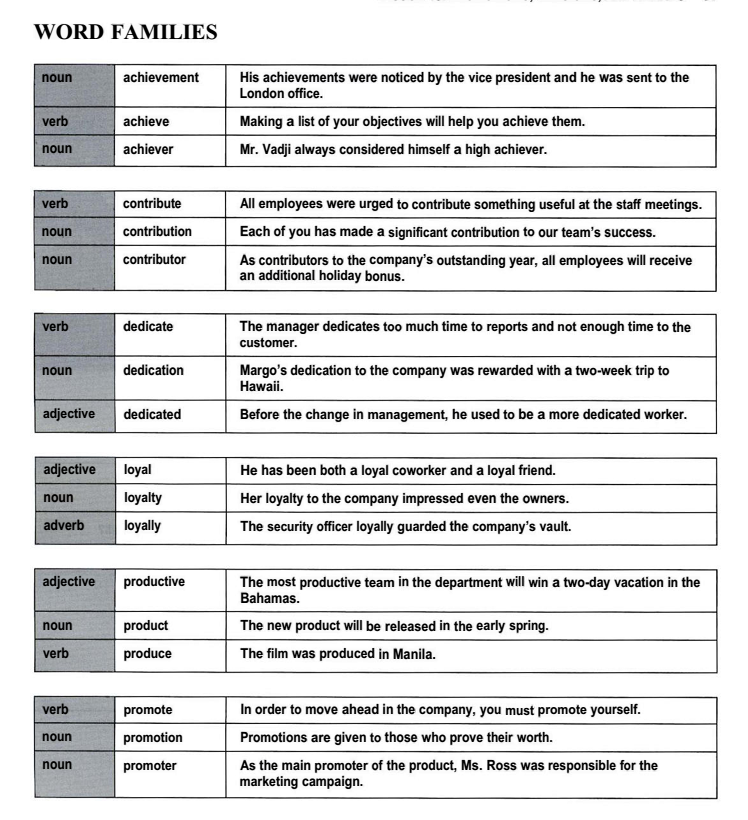 WORD FAMILIES
noun achievement His achievements were noticed by the vice president and he was sent to the
London office.
verb achieve Making a list of your objectives will help you achieve them.
noun achiever Mr. Vadji always considered himself a high achiever.
verb contribute All employees were urged to contribute something useful at the staff meetings.
noun contribution Each of you has made a significant contribution to our team's success.
noun contributor As contributors to the company's outstanding year, all employees will receive
an additional holiday bonus.
verb dedicate The manager dedicates too much time to reports and not enough time to the
customer.
noun dedication Margo's dedication to the company was rewarded with a two-week trip to
Hawaii.
adjective dedicated Before the change in management, he used to be a more dedicated worker.
adjective loyal He has been both a loyal coworker and a loyal friend.
noun loyalty Her loyalty to the company impressed even the owners.
adverb loyally The security officer loyally guarded the company's vault.
adjective productive The most productive team in the department will win a two-day vacation in the
Bahamas.
noun product The new product will be released in the early spring.
verb produce The film was produced in Manila.
verb promote In order to move ahead in the company, you must promote yourself.
noun promotion Promotions are given to those who prove their worth.
noun promoter As the main promoter of the product, Ms. Ross was responsible for the
marketing campaign.